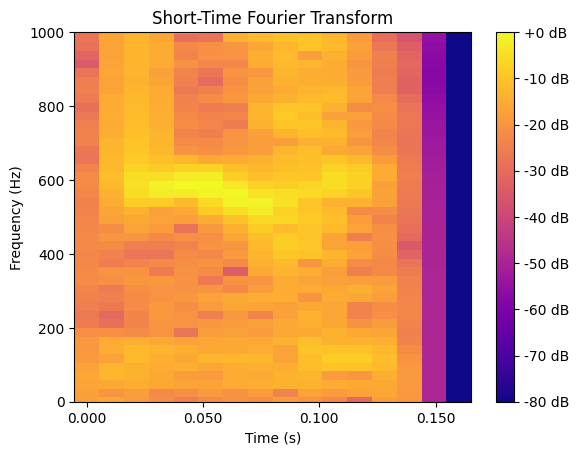 Short-Time Fourier Transform
1000
800
600
400
200
0
Frequency (Hz)
0.000
0.050
0.100
0.150
Time (s)
+0 dB
-10 dB
-20 dB
-30 dB
-40 dB
-50 dB
-60 dB
-70 dB
-80 dB